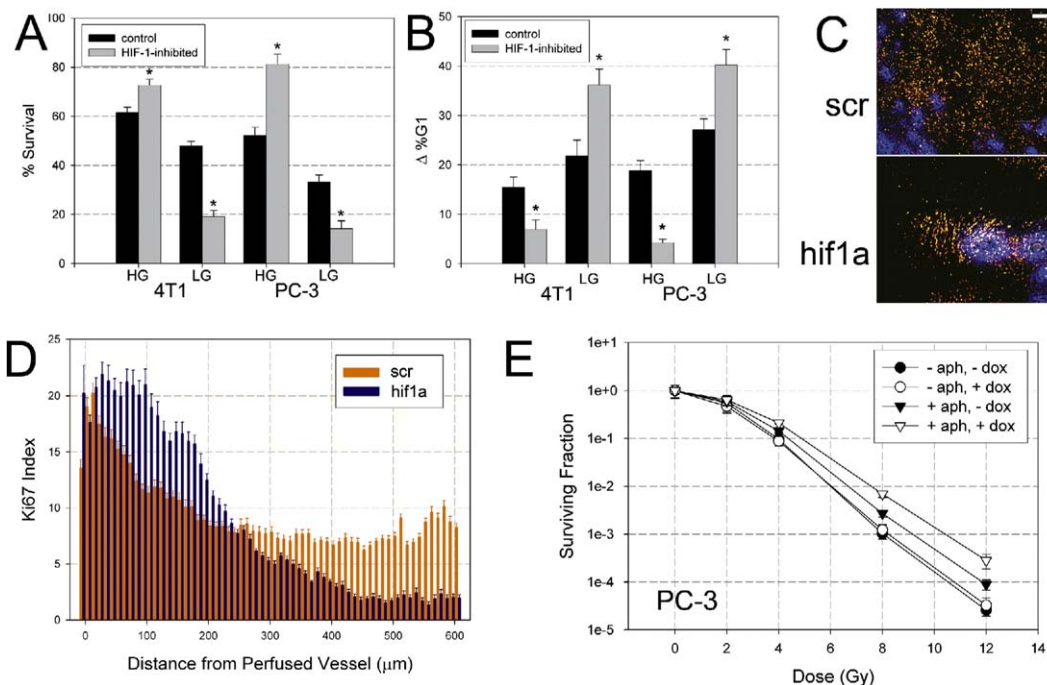 A
100
80
60
40
20
0
% Survival
control
HIF-1-inhibited
*
*
*
*
HG LG HG LG
4T1 PC-3
B
50
40
30
20
10
0
Δ %G1
control
HIF-1-inhibited
*
*
*
*
HG LG HG LG
4T1 PC-3
C
scr
hif1a
D
25
20
15
10
5
0
Ki67 Index
scr
hif1a
0 100 200 300 400 500 600
Distance from Perfused Vessel (μm)
E
1e+1
1e+0
1e-1
1e-2
1e-3
1e-4
1e-5
Surviving Fraction
- aph, - dox
- aph, + dox
+ aph, - dox
+ aph, + dox
PC-3
0 2 4 6 8 10 12 14
Dose (Gy)